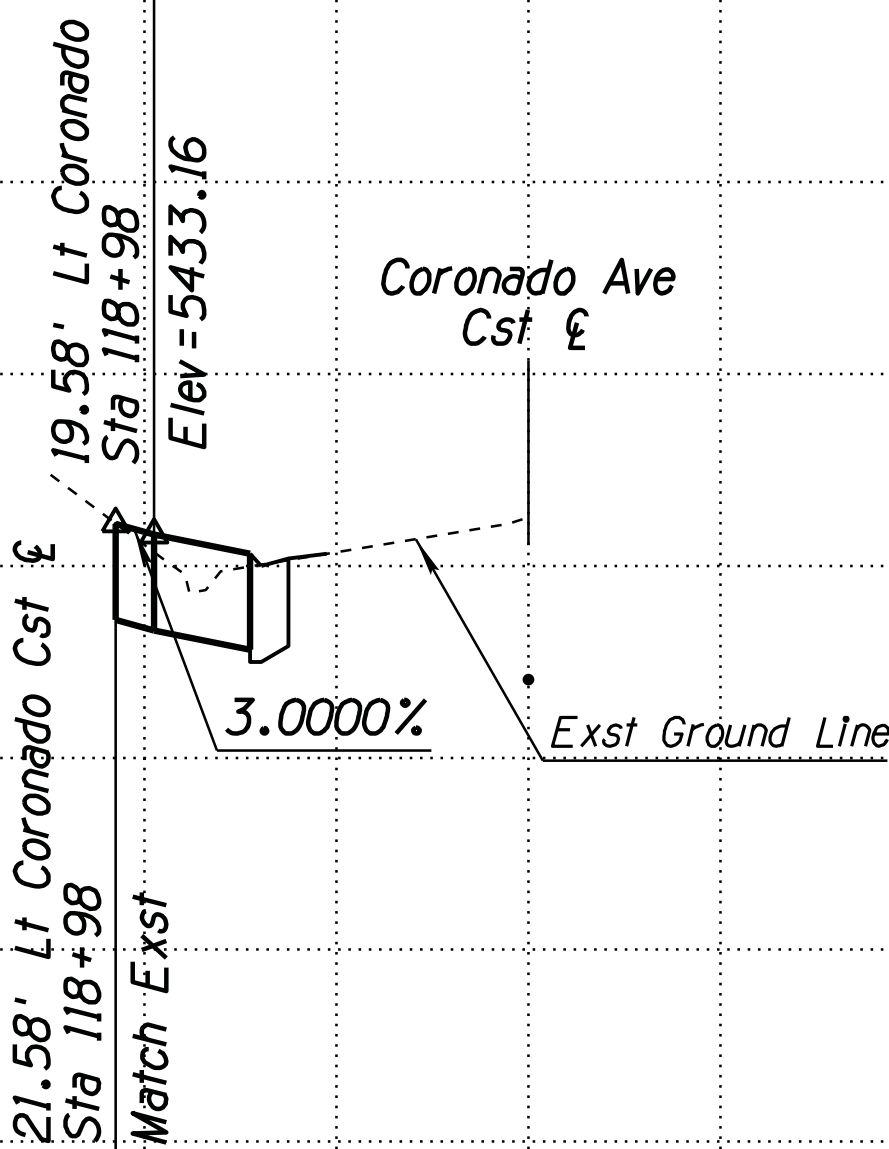 19.58' Lt Coronado
Sta 118+98
Elev=5433.16
Coronado Ave
Cst ℄
21.58' Lt Coronado Cst ℄
Sta 118+98
Match Exst
3.0000%
Exst Ground Line